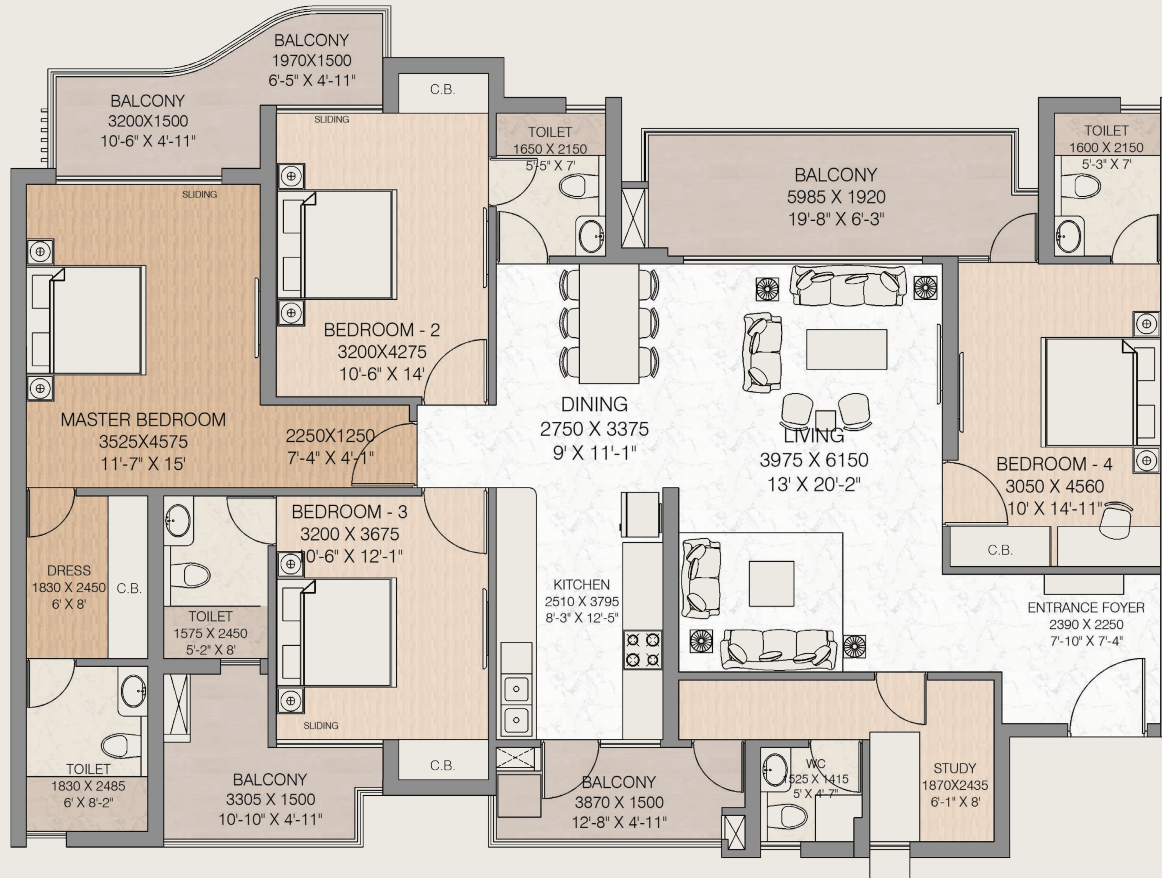 BALCONY
1970X1500
6'-5" X 4'-11"
BALCONY
3200X1500
10'-6" X 4'-11"
C.B.
SLIDING
TOILET
1650 X 2150
5'-5" X 7'
TOILET
1600 X 2150
5'-3" X 7'
BALCONY
5985 X 1920
19'-8" X 6'-3"
SLIDING
BEDROOM - 2
3200X4275
10'-6" X 14'
MASTER BEDROOM
3525X4575
11'-7" X 15'
2250X1250
7'-4" X 4'-1"
DINING
2750 X 3375
9' X 11'-1"
LIVING
3975 X 6150
13' X 20'-2"
BEDROOM - 4
3050 X 4560
10' X 14'-11"
C.B.
BEDROOM - 3
3200 X 3675
10'-6" X 12'-1"
DRESS
1830 X 2450
6' X 8'
C.B.
TOILET
1575 X 2450
5'-2" X 8'
KITCHEN
2510 X 3795
8'-3" X 12'-5"
ENTRANCE FOYER
2390 X 2250
7'-10" X 7'-4"
SLIDING
TOILET
1830 X 2485
6' X 8'-2"
BALCONY
3305 X 1500
10'-10" X 4'-11"
C.B.
BALCONY
3870 X 1500
12'-8" X 4'-11"
WC
1525 X 1415
5' X 4'-7"
STUDY
1870X2435
6'-1" X 8'